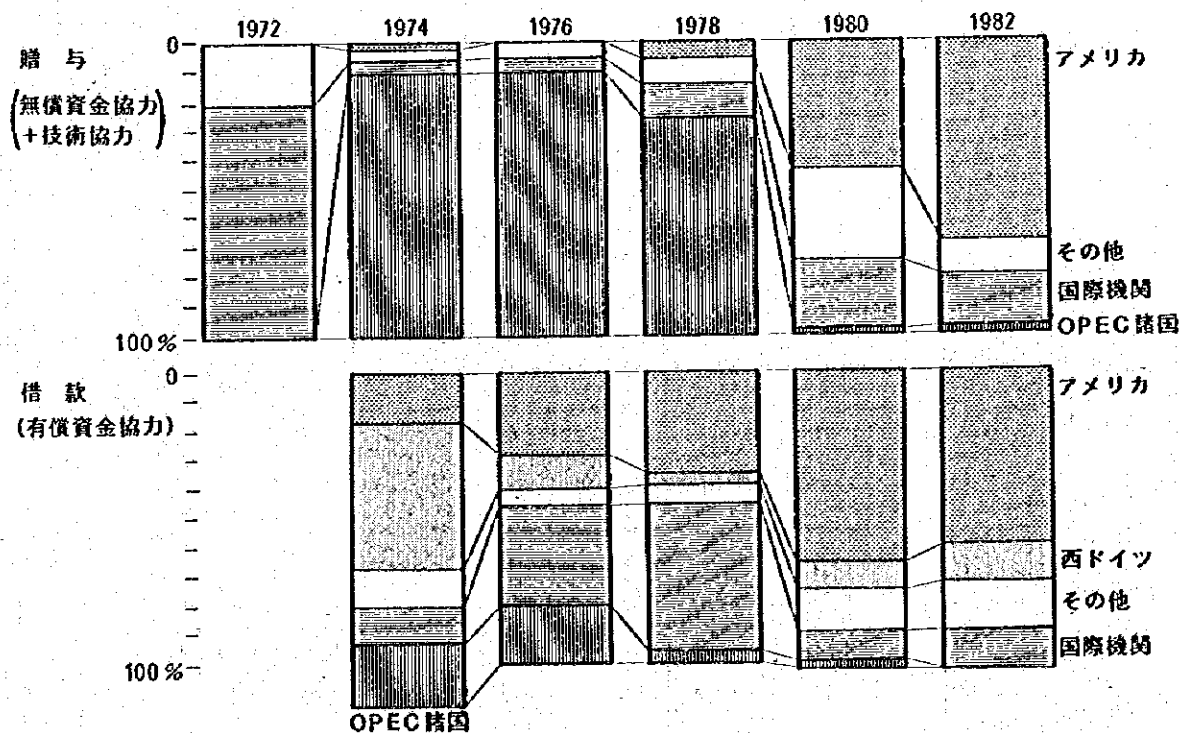 1972 1974 1976 1978 1980 1982
0
贈与
(無償資金協力
+技術協力)
100%
アメリカ
その他
国際機関
OPEC諸国
0
借款
(有償資金協力)
100%
アメリカ
西ドイツ
その他
国際機関
OPEC諸国